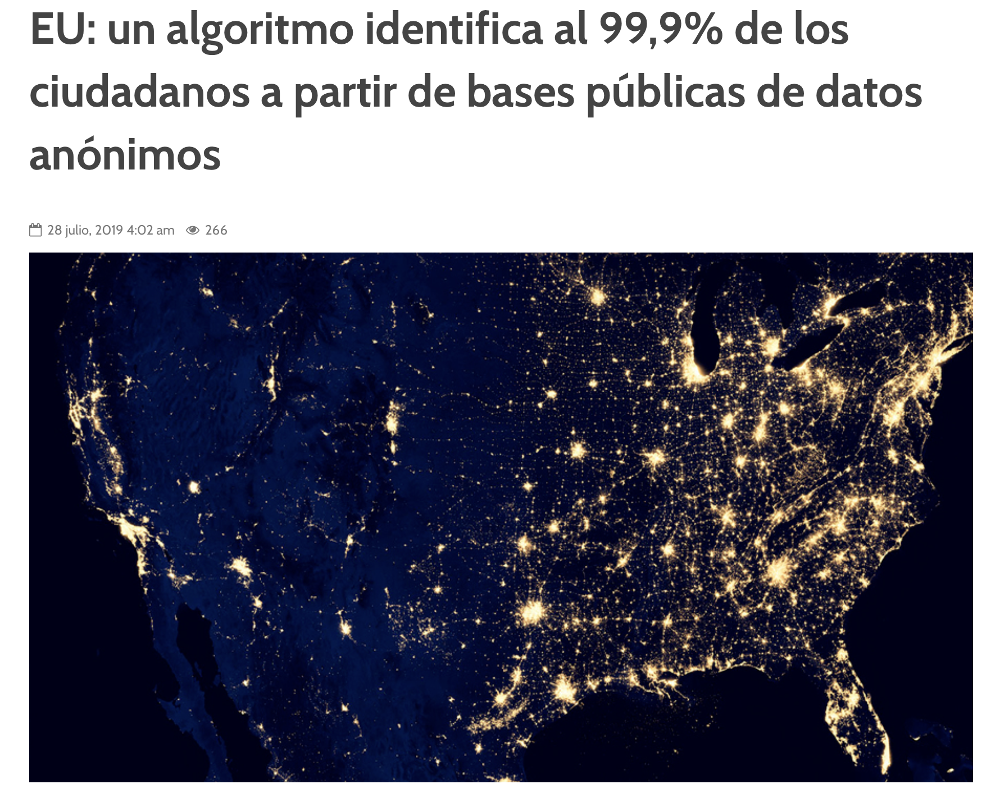 EU: un algoritmo identifica al 99,9% de los
ciudadanos a partir de bases públicas de datos
anónimos
28 julio, 2019 4:02 am 266